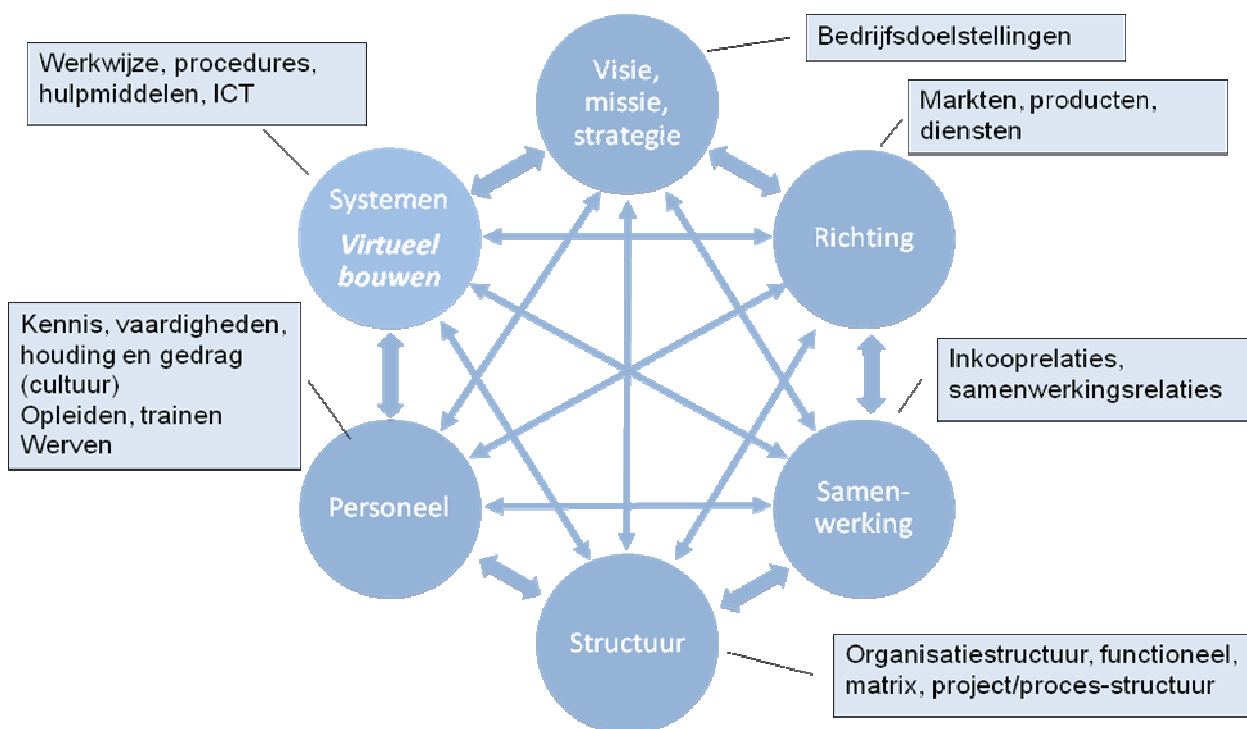 Bedrijfsdoelstellingen
Werkwijze, procedures,
hulpmiddelen, ICT
Visie,
missie,
strategie
Markten, producten,
diensten
Systemen
Virtueel
bouwen
Richting
Kennis, vaardigheden,
houding en gedrag
(cultuur)
Opleiden, trainen
Werven
Inkooprelaties,
samenwerkingsrelaties
Personeel
Samen-
werking
Structuur
Organisatiestructuur, functioneel,
matrix, project/proces-structuur